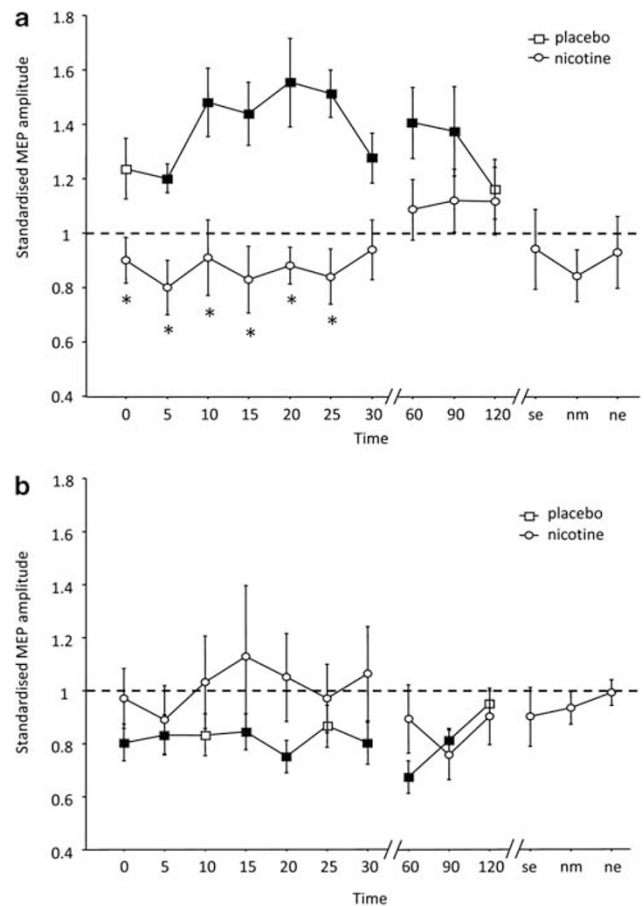 a
1.8
1.6
1.4
1.2
1
0.8
0.6
0.4
Standardised MEP amplitude
placebo
nicotine
* * * * * *
0 5 10 15 20 25 30 60 90 120 se nm ne
Time
b
1.8
1.6
1.4
1.2
1
0.8
0.6
0.4
Standardised MEP amplitude
placebo
nicotine
0 5 10 15 20 25 30 60 90 120 se nm ne
Time